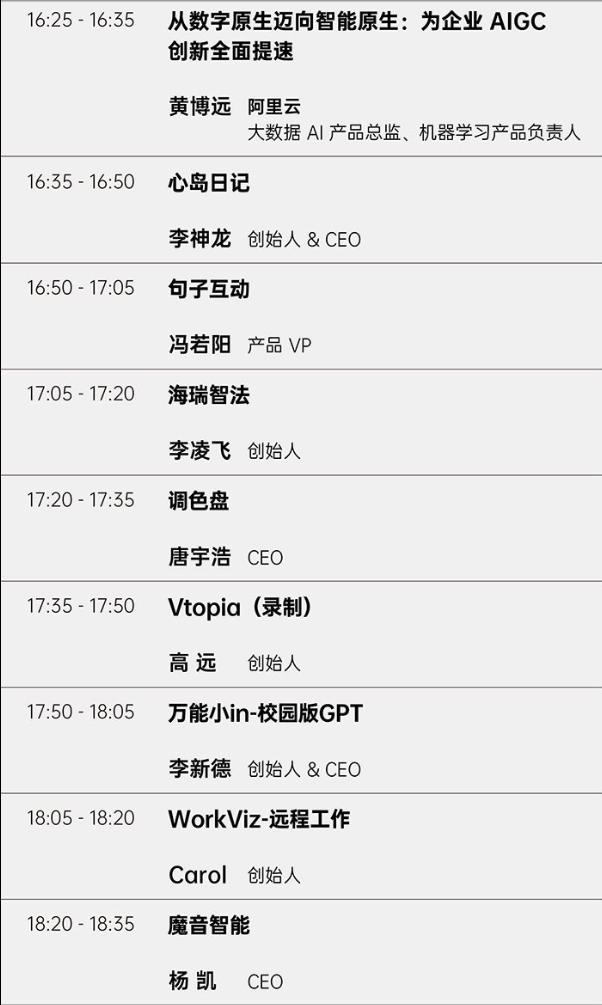 16:25 - 16:35 从数字原生迈向智能原生：为企业 AIGC
创新全面提速
黄博远 阿里云
大数据 AI 产品总监、机器学习产品负责人
16:35 - 16:50 心岛日记
李神龙 创始人 & CEO
16:50 - 17:05 句子互动
冯若阳 产品 VP
17:05 - 17:20 海瑞智法
李凌飞 创始人
17:20 - 17:35 调色盘
唐宇浩 CEO
17:35 - 17:50 Vtopia（录制）
高 远 创始人
17:50 - 18:05 万能小in-校园版GPT
李新德 创始人 & CEO
18:05 - 18:20 WorkViz-远程工作
Carol 创始人
18:20 - 18:35 魔音智能
杨 凯 CEO